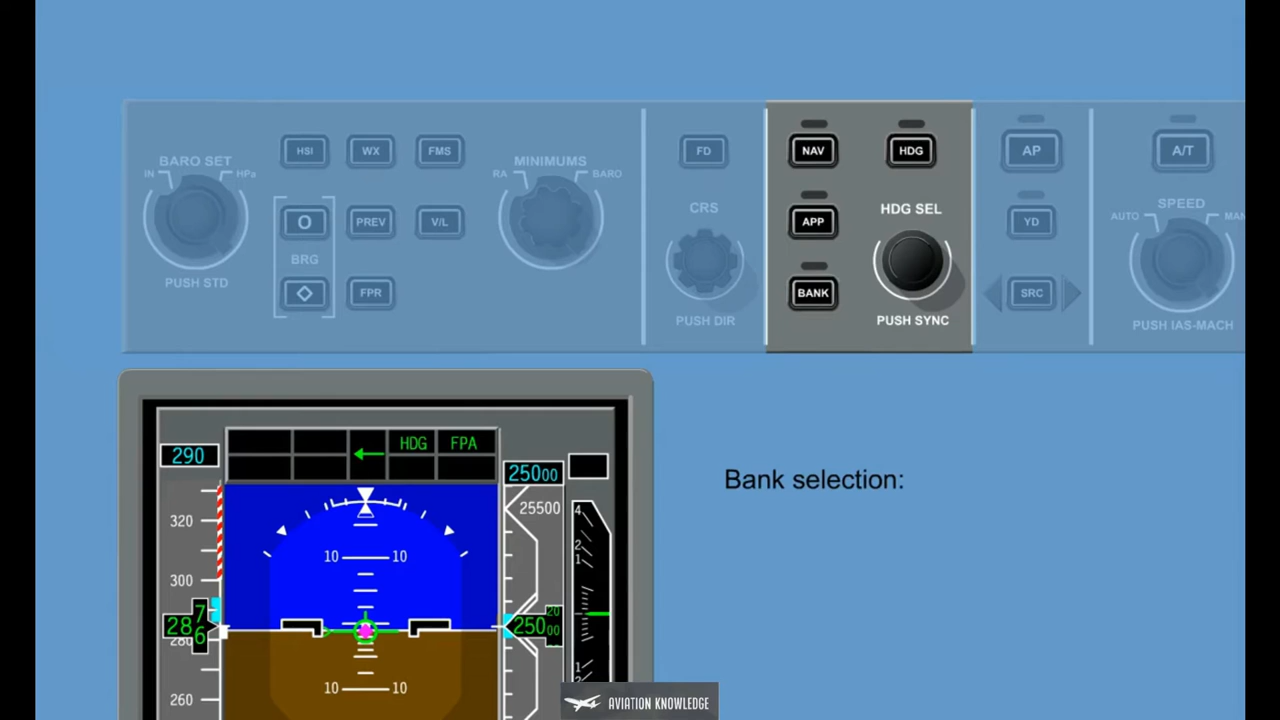 BARO SET
IN HPa
PUSH STD
HSI WX FMS
O PREV V/L
BRG
FPR
MINIMUMS
RA BARO
FD
CRS
PUSH DIR
NAV HDG
APP HDG SEL
BANK
PUSH SYNC
AP
YD
SRC
A/T
SPEED
AUTO MAN
PUSH IAS-MACH
290
HDG FPA
25000
320
300
28 7
6
280
260
10 10
10 10
25500
20
25000
4
2
1
1
2
Bank selection:
AVIATION KNOWLEDGE